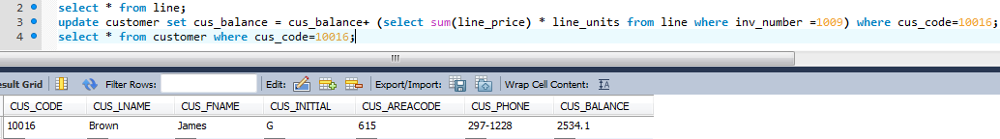 2 select * from line;
3 update customer set cus_balance = cus_balance+ (select sum(line_price) * line_units from line where inv_number =1009) where cus_code=10016;
4 select * from customer where cus_code=10016;
esult Grid Filter Rows: Edit: Export/Import: Wrap Cell Content: IA
CUS_CODE CUS_LNAME CUS_FNAME CUS_INITIAL CUS_AREACODE CUS_PHONE CUS_BALANCE
10016 Brown James G 615 297-1228 2534.1